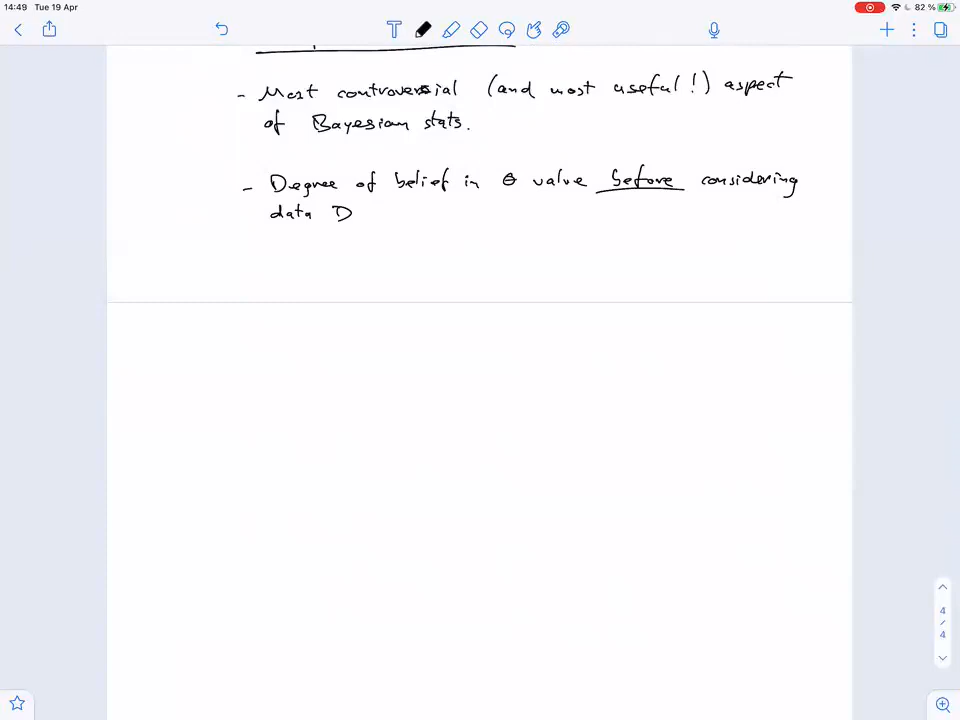 14:49 Tue 19 Apr
82 %
- Most controversial (and most useful!) aspect
of Bayesian stats.
- Degree of belief in θ value before considering
data D
4
/
4